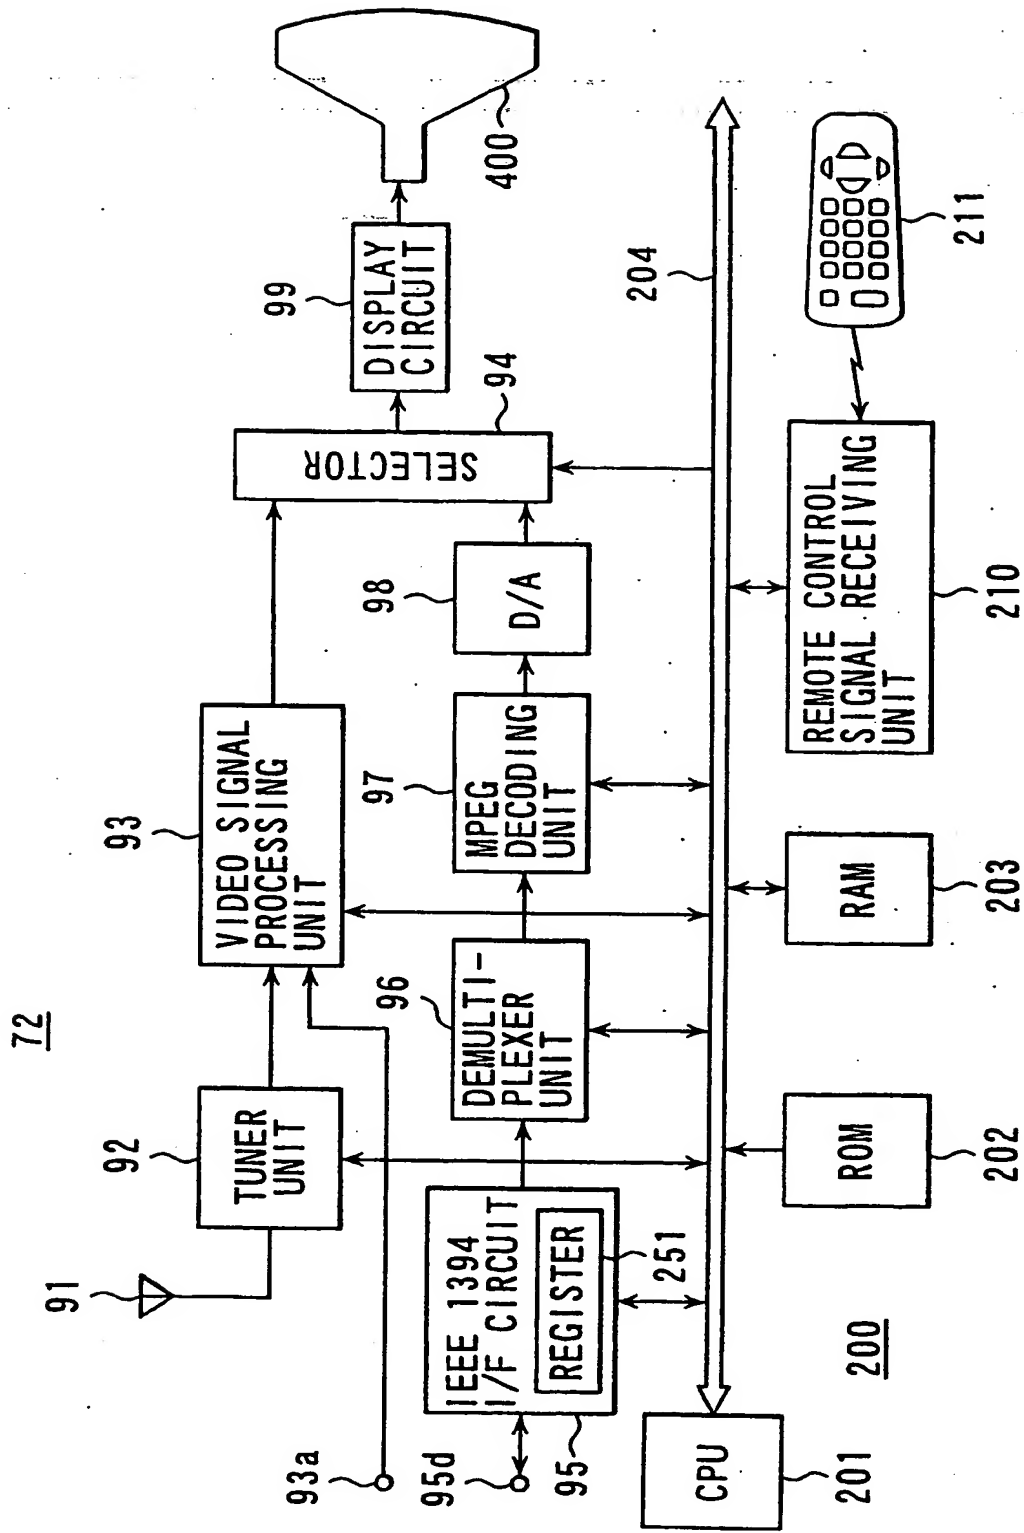 72
91
92
TUNER
UNIT
93
VIDEO SIGNAL
PROCESSING
UNIT
99
DISPLAY
CIRCUIT
400
93a
95d
95
IEEE 1394
I/F CIRCUIT
REGISTER
251
96
DEMULTI-
PLEXER
UNIT
97
MPEG
DECODING
UNIT
98
D/A
SELECTOR
94
204
200
CPU
201
ROM
202
RAM
203
REMOTE CONTROL
SIGNAL RECEIVING
UNIT
210
211